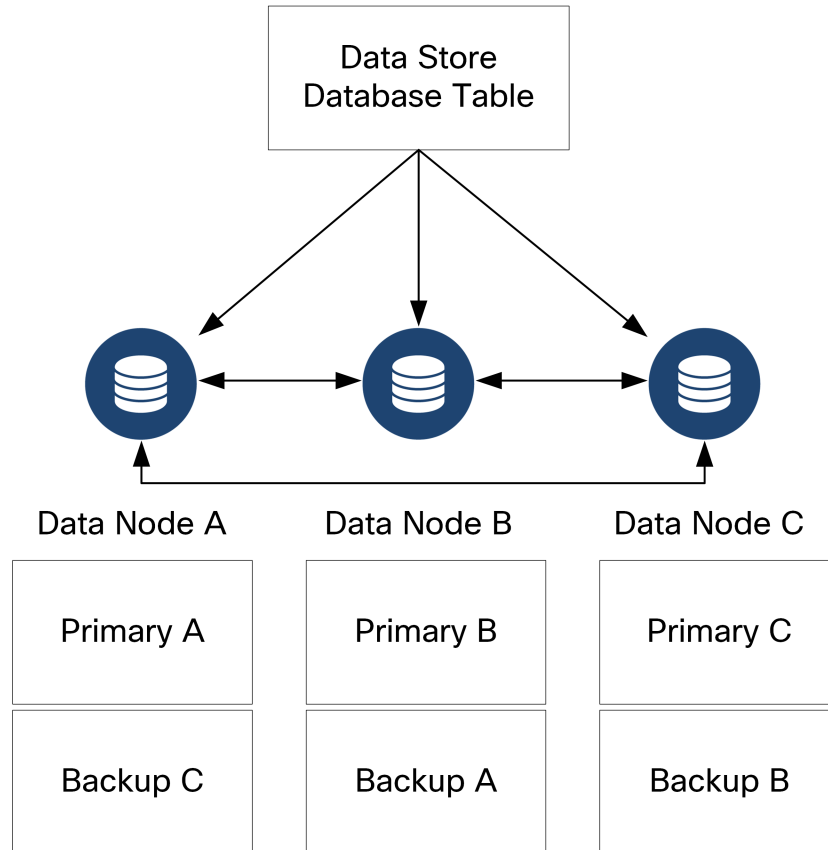 Data Store
Database Table
Data Node A
Data Node B
Data Node C
Primary A
Primary B
Primary C
Backup C
Backup A
Backup B